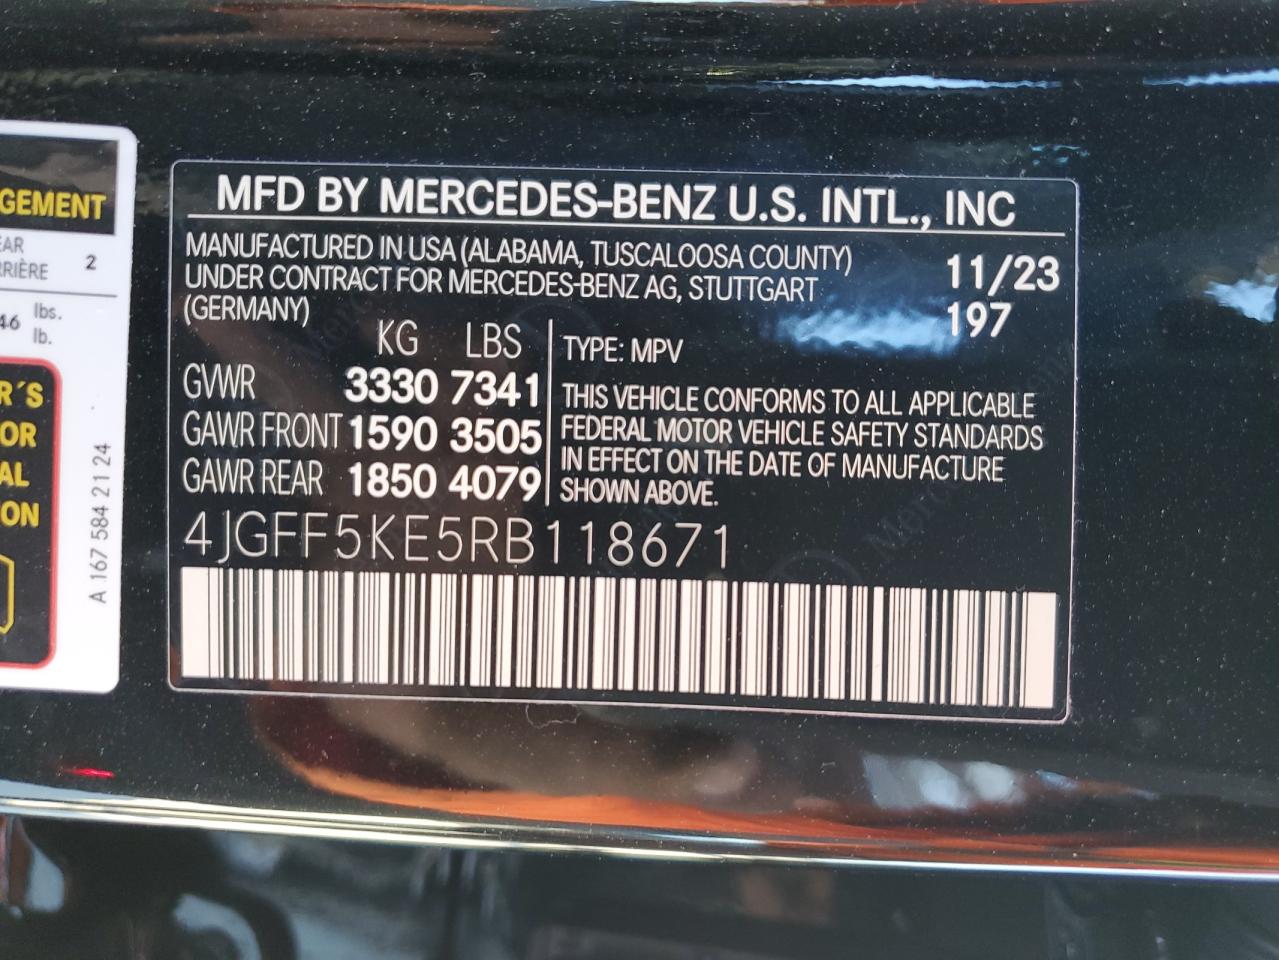 GEMENT
EAR 2
RRIÈRE
46 lbs.
lb.
R'S
OR
AL
ON
A 167 584 21 24
MFD BY MERCEDES-BENZ U.S. INTL., INC
MANUFACTURED IN USA (ALABAMA, TUSCALOOSA COUNTY) 11/23
UNDER CONTRACT FOR MERCEDES-BENZ AG, STUTTGART 197
(GERMANY)
KG LBS
GVWR 3330 7341
GAWR FRONT 1590 3505
GAWR REAR 1850 4079
TYPE: MPV
THIS VEHICLE CONFORMS TO ALL APPLICABLE
FEDERAL MOTOR VEHICLE SAFETY STANDARDS
IN EFFECT ON THE DATE OF MANUFACTURE
SHOWN ABOVE.
4JGFF5KE5RB118671